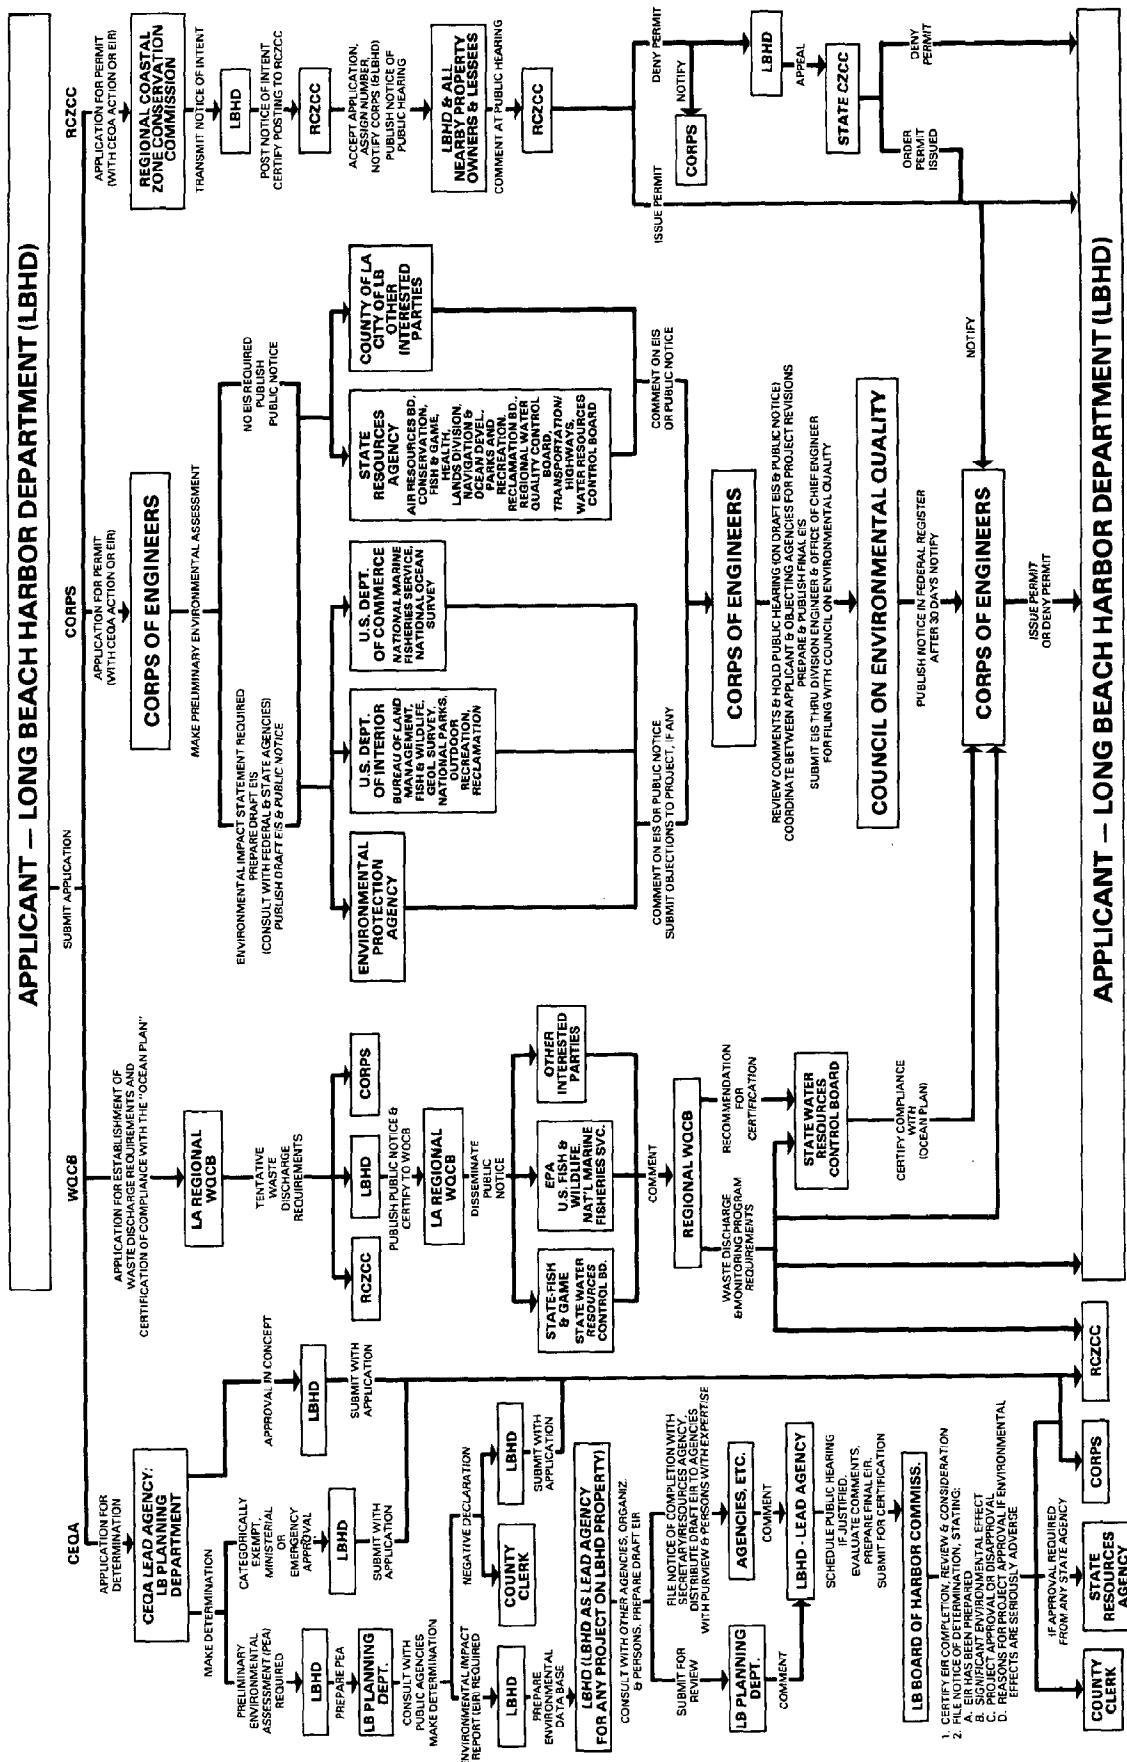 APPLICANT – LONG BEACH HARBOR DEPARTMENT (LBHD)
SUBMIT APPLICATION
CEQA
WQCB
CORPS
RCZCC
APPLICATION FOR
DETERMINATION
CEQA LEAD AGENCY:
LB PLANNING
DEPARTMENT
MAKE DETERMINATION
PRELIMINARY
ENVIRONMENTAL
ASSESSMENT (PEA)
REQUIRED
LBHD
PREPARE PEA
LB PLANNING
DEPT.
CONSULT WITH
PUBLIC AGENCIES
MAKE DETERMINATION
CATEGORICALLY
EXEMPT,
MINISTERIAL
OR
EMERGENCY
APPROVAL
LBHD
SUBMIT WITH
APPLICATION
APPROVAL IN CONCEPT
LBHD
SUBMIT WITH
APPLICATION
ENVIRONMENTAL IMPACT
REPORT (EIR) REQUIRED
LBHD
PREPARE
ENVIRONMENTAL
DATA BASE
NEGATIVE DECLARATION
COUNTY
CLERK
LBHD
SUBMIT WITH
APPLICATION
LBHD (LBHD AS LEAD AGENCY
FOR ANY PROJECT ON LBHD PROPERTY)
CONSULT WITH OTHER AGENCIES, ORGANIZ.
& PERSONS, PREPARE DRAFT EIR
SUBMIT FOR
REVIEW
LB PLANNING
DEPT.
COMMENT
FILE NOTICE OF COMPLETION WITH
SECRETARY/RESOURCES AGENCY,
DISTRIBUTE DRAFT EIR TO AGENCIES
WITH PURVIEW & PERSONS WITH EXPERTISE
AGENCIES, ETC.
COMMENT
LBHD - LEAD AGENCY
SCHEDULE PUBLIC HEARING
IF JUSTIFIED.
EVALUATE COMMENTS,
PREPARE FINAL EIR.
SUBMIT FOR CERTIFICATION
LB BOARD OF HARBOR COMMISS.
1. CERTIFY EIR COMPLETION, REVIEW & CONSIDERATION
2. FILE NOTICE OF DETERMINATION, STATING:
A. EIR HAS BEEN PREPARED
B. SIGNIFICANT ENVIRONMENTAL EFFECT
C. PROJECT APPROVAL OR DISAPPROVAL
D. REASONS FOR PROJECT APPROVAL IF ENVIRONMENTAL
EFFECTS ARE SERIOUSLY ADVERSE
IF APPROVAL REQUIRED
FROM ANY STATE AGENCY
COUNTY
CLERK
STATE
RESOURCES
AGENCY
CORPS
RCZCC
APPLICATION FOR ESTABLISHMENT OF
WASTE DISCHARGE REQUIREMENTS AND
CERTIFICATION OF COMPLIANCE WITH THE "OCEAN PLAN"
LA REGIONAL
WQCB
TENTATIVE
WASTE
DISCHARGE
REQUIREMENTS
RCZCC
LBHD
CORPS
PUBLISH PUBLIC NOTICE &
CERTIFY TO WQCB
LA REGIONAL
WQCB
DISSEMINATE
PUBLIC
NOTICE
STATE-FISH
& GAME
STATE WATER
RESOURCES
CONTROL BD.
EPA
U.S. FISH &
WILDLIFE,
NAT'L MARINE
FISHERIES SVC.
OTHER
INTERESTED
PARTIES
COMMENT
REGIONAL WQCB
WASTE DISCHARGE
& MONITORING PROGRAM
REQUIREMENTS
RECOMMENDATION
FOR
CERTIFICATION
STATE WATER
RESOURCES
CONTROL BOARD
CERTIFY COMPLIANCE
WITH
(OCEAN PLAN)
APPLICATION FOR PERMIT
(WITH CEQA ACTION OR EIR)
CORPS OF ENGINEERS
MAKE PRELIMINARY ENVIRONMENTAL ASSESSMENT
ENVIRONMENTAL IMPACT STATEMENT REQUIRED
PREPARE DRAFT EIS
(CONSULT WITH FEDERAL & STATE AGENCIES)
PUBLISH DRAFT EIS & PUBLIC NOTICE
NO EIS REQUIRED
PUBLISH
PUBLIC NOTICE
ENVIRONMENTAL
PROTECTION
AGENCY
U.S. DEPT.
OF INTERIOR
BUREAU OF LAND
MANAGEMENT,
FISH & WILDLIFE,
GEOL. SURVEY,
NATIONAL PARKS,
OUTDOOR
RECREATION,
RECLAMATION
U.S. DEPT.
OF COMMERCE
NATIONAL MARINE
FISHERIES SERVICE,
NATIONAL OCEAN
SURVEY
STATE
RESOURCES
AGENCY
AIR RESOURCES BD.
CONSERVATION,
FISH & GAME,
HEALTH,
LANDS DIVISION,
NAVIGATION &
OCEAN DEVEL.,
PARKS AND
RECREATION,
RECLAMATION BD.,
REGIONAL WATER
QUALITY CONTROL
BOARD,
TRANSPORTATION/
HIGHWAYS,
WATER RESOURCES
CONTROL BOARD
COUNTY OF LA
CITY OF LB
OTHER
INTERESTED
PARTIES
COMMENT ON EIS OR PUBLIC NOTICE
SUBMIT OBJECTIONS TO PROJECT, IF ANY
COMMENT ON EIS
OR PUBLIC NOTICE
CORPS OF ENGINEERS
REVIEW COMMENTS & HOLD PUBLIC HEARING (ON DRAFT EIS & PUBLIC NOTICE)
COORDINATE BETWEEN APPLICANT & OBJECTING AGENCIES FOR PROJECT REVISIONS
PREPARE & PUBLISH FINAL EIS
SUBMIT EIS THRU DIVISION ENGINEER & OFFICE OF CHIEF ENGINEER
FOR FILING WITH COUNCIL ON ENVIRONMENTAL QUALITY
COUNCIL ON ENVIRONMENTAL QUALITY
PUBLISH NOTICE IN FEDERAL REGISTER
AFTER 30 DAYS NOTIFY
CORPS OF ENGINEERS
ISSUE PERMIT
OR DENY PERMIT
APPLICATION FOR PERMIT
(WITH CEQA ACTION OR EIR)
REGIONAL COASTAL
ZONE CONSERVATION
COMMISSION
TRANSMIT NOTICE OF INTENT
LBHD
POST NOTICE OF INTENT
CERTIFY POSTING TO RCZCC
RCZCC
ACCEPT APPLICATION,
ASSIGN NUMBER,
NOTIFY CORPS (& LBHD)
PUBLISH NOTICE OF
PUBLIC HEARING
LBHD & ALL
NEARBY PROPERTY
OWNERS & LESSEES
COMMENT AT PUBLIC HEARING
RCZCC
ISSUE PERMIT
DENY PERMIT
NOTIFY
CORPS
LBHD
APPEAL
STATE CZCC
ORDER
PERMIT
ISSUED
DENY
PERMIT
NOTIFY
APPLICANT – LONG BEACH HARBOR DEPARTMENT (LBHD)